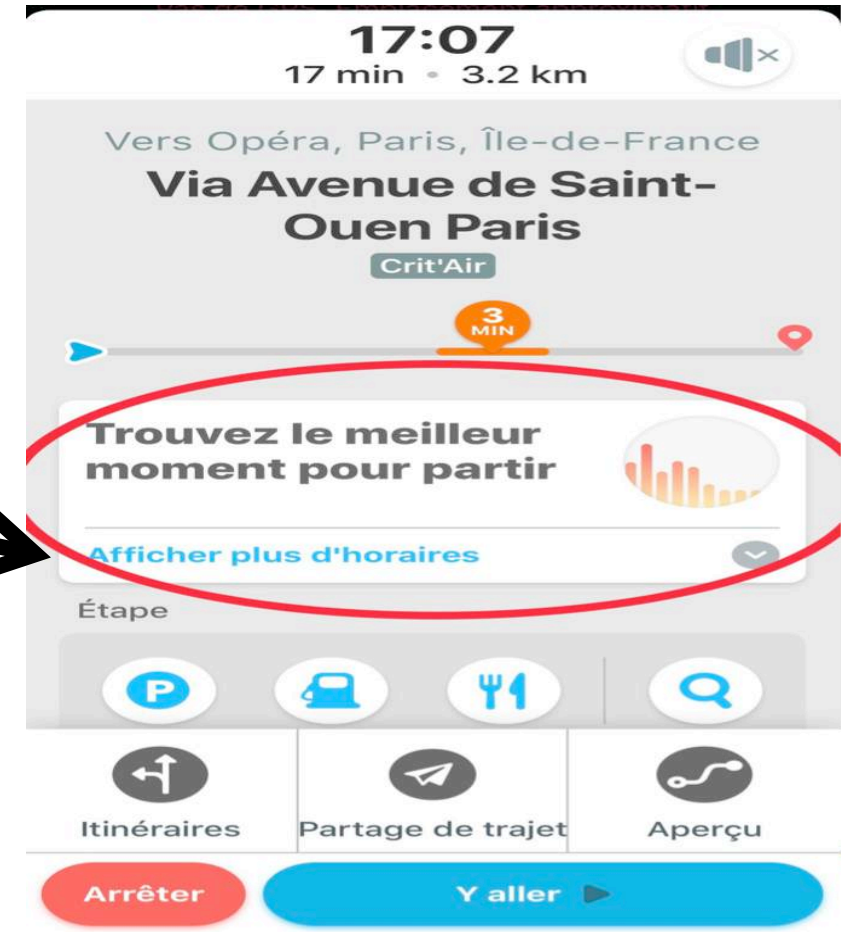 17:07
17 min • 3.2 km
Vers Opéra, Paris, Île-de-France
Via Avenue de Saint-
Ouen Paris
Crit'Air
3
MIN
Trouvez le meilleur
moment pour partir
Afficher plus d'horaires
Étape
P
Itinéraires
Partage de trajet
Aperçu
Arrêter
Y aller